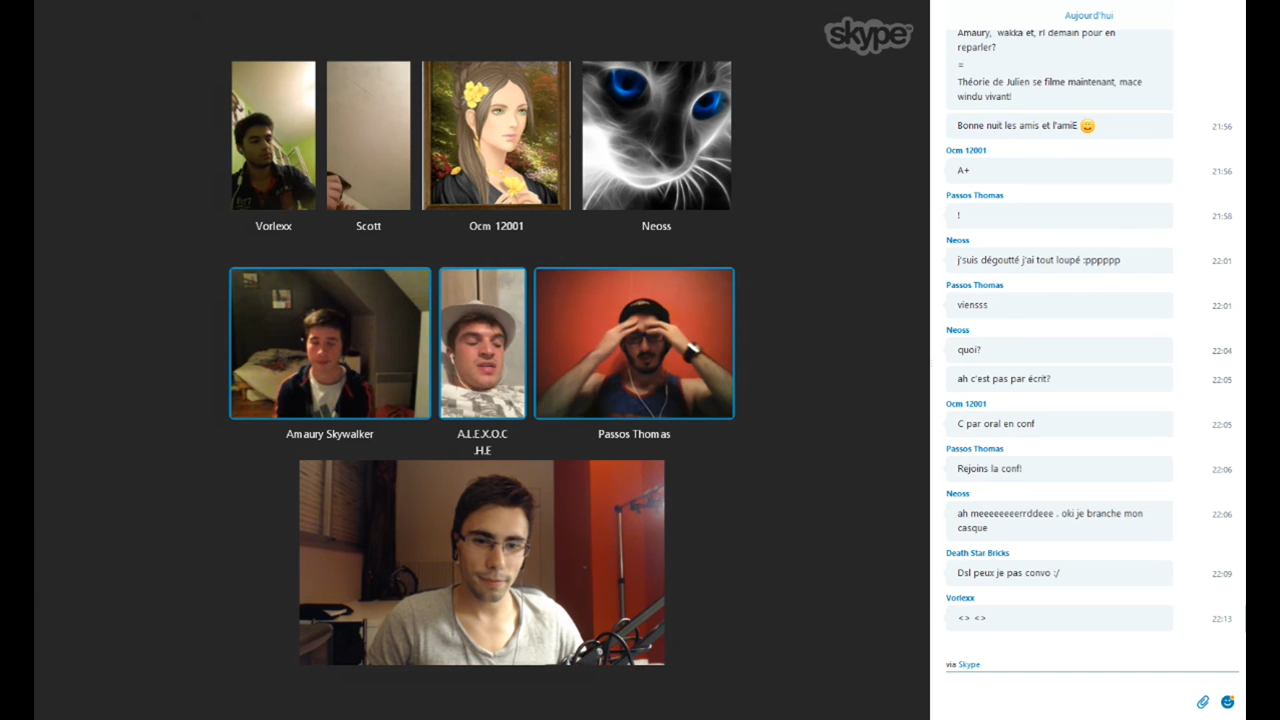 skype
Vorlexx
Scott
Ocm 12001
Neoss
Amaury Skywalker
A.L.E.X.O.C
.H.E
Passos Thomas
Aujourd'hui
Amaury, wakka et, rl demain pour en
reparler?
=
Théorie de Julien se filme maintenant, mace
windu vivant!
Bonne nuit les amis et l'amiE 21:56
Ocm 12001
A+ 21:56
Passos Thomas
! 21:58
Neoss
j'suis dégoutté j'ai tout loupé :pppppp 22:01
Passos Thomas
viensss 22:01
Neoss
quoi? 22:04
ah c'est pas par écrit? 22:05
Ocm 12001
C par oral en conf 22:05
Passos Thomas
Rejoins la conf! 22:06
Neoss
ah meeeeeeeerrddeee . oki je branche mon 22:06
casque
Death Star Bricks
Dsl peux je pas convo :/ 22:09
Vorlexx
<> <> 22:13
via Skype